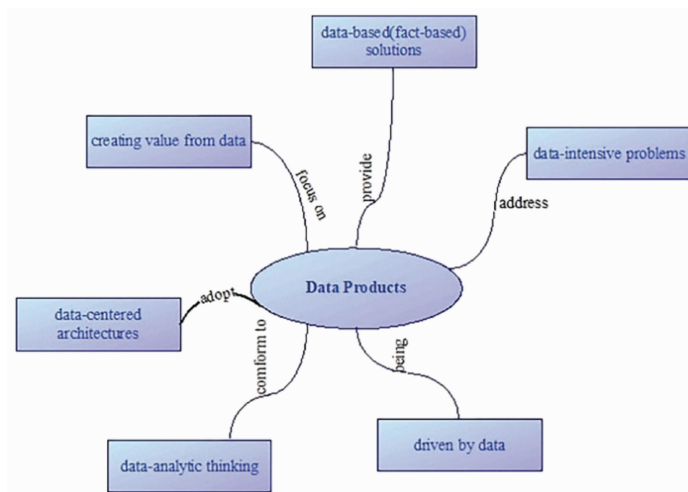 data-based(fact-based)
solutions
creating value from data
data-intensive problems
focus on
provide
address
Data Products
adopt
data-centered
architectures
comform to
being
data-analytic thinking
driven by data